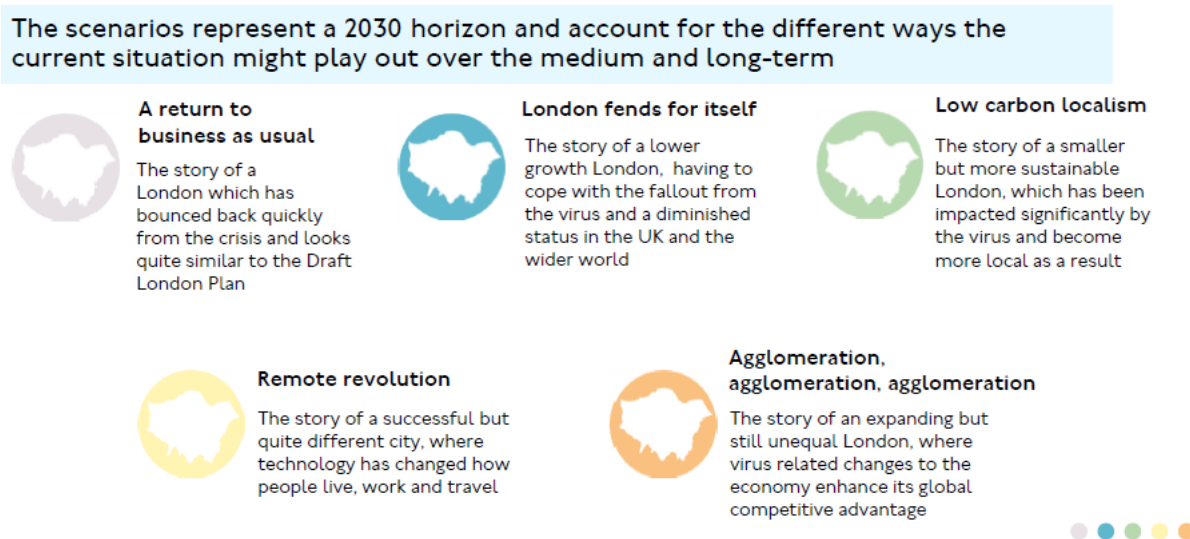 The scenarios represent a 2030 horizon and account for the different ways the
current situation might play out over the medium and long-term
A return to
business as usual
The story of a
London which has
bounced back quickly
from the crisis and looks
quite similar to the Draft
London Plan
London fends for itself
The story of a lower
growth London, having to
cope with the fallout from
the virus and a diminished
status in the UK and the
wider world
Low carbon localism
The story of a smaller
but more sustainable
London, which has been
impacted significantly by
the virus and become
more local as a result
Remote revolution
The story of a successful but
quite different city, where
technology has changed how
people live, work and travel
Agglomeration,
agglomeration, agglomeration
The story of an expanding but
still unequal London, where
virus related changes to the
economy enhance its global
competitive advantage